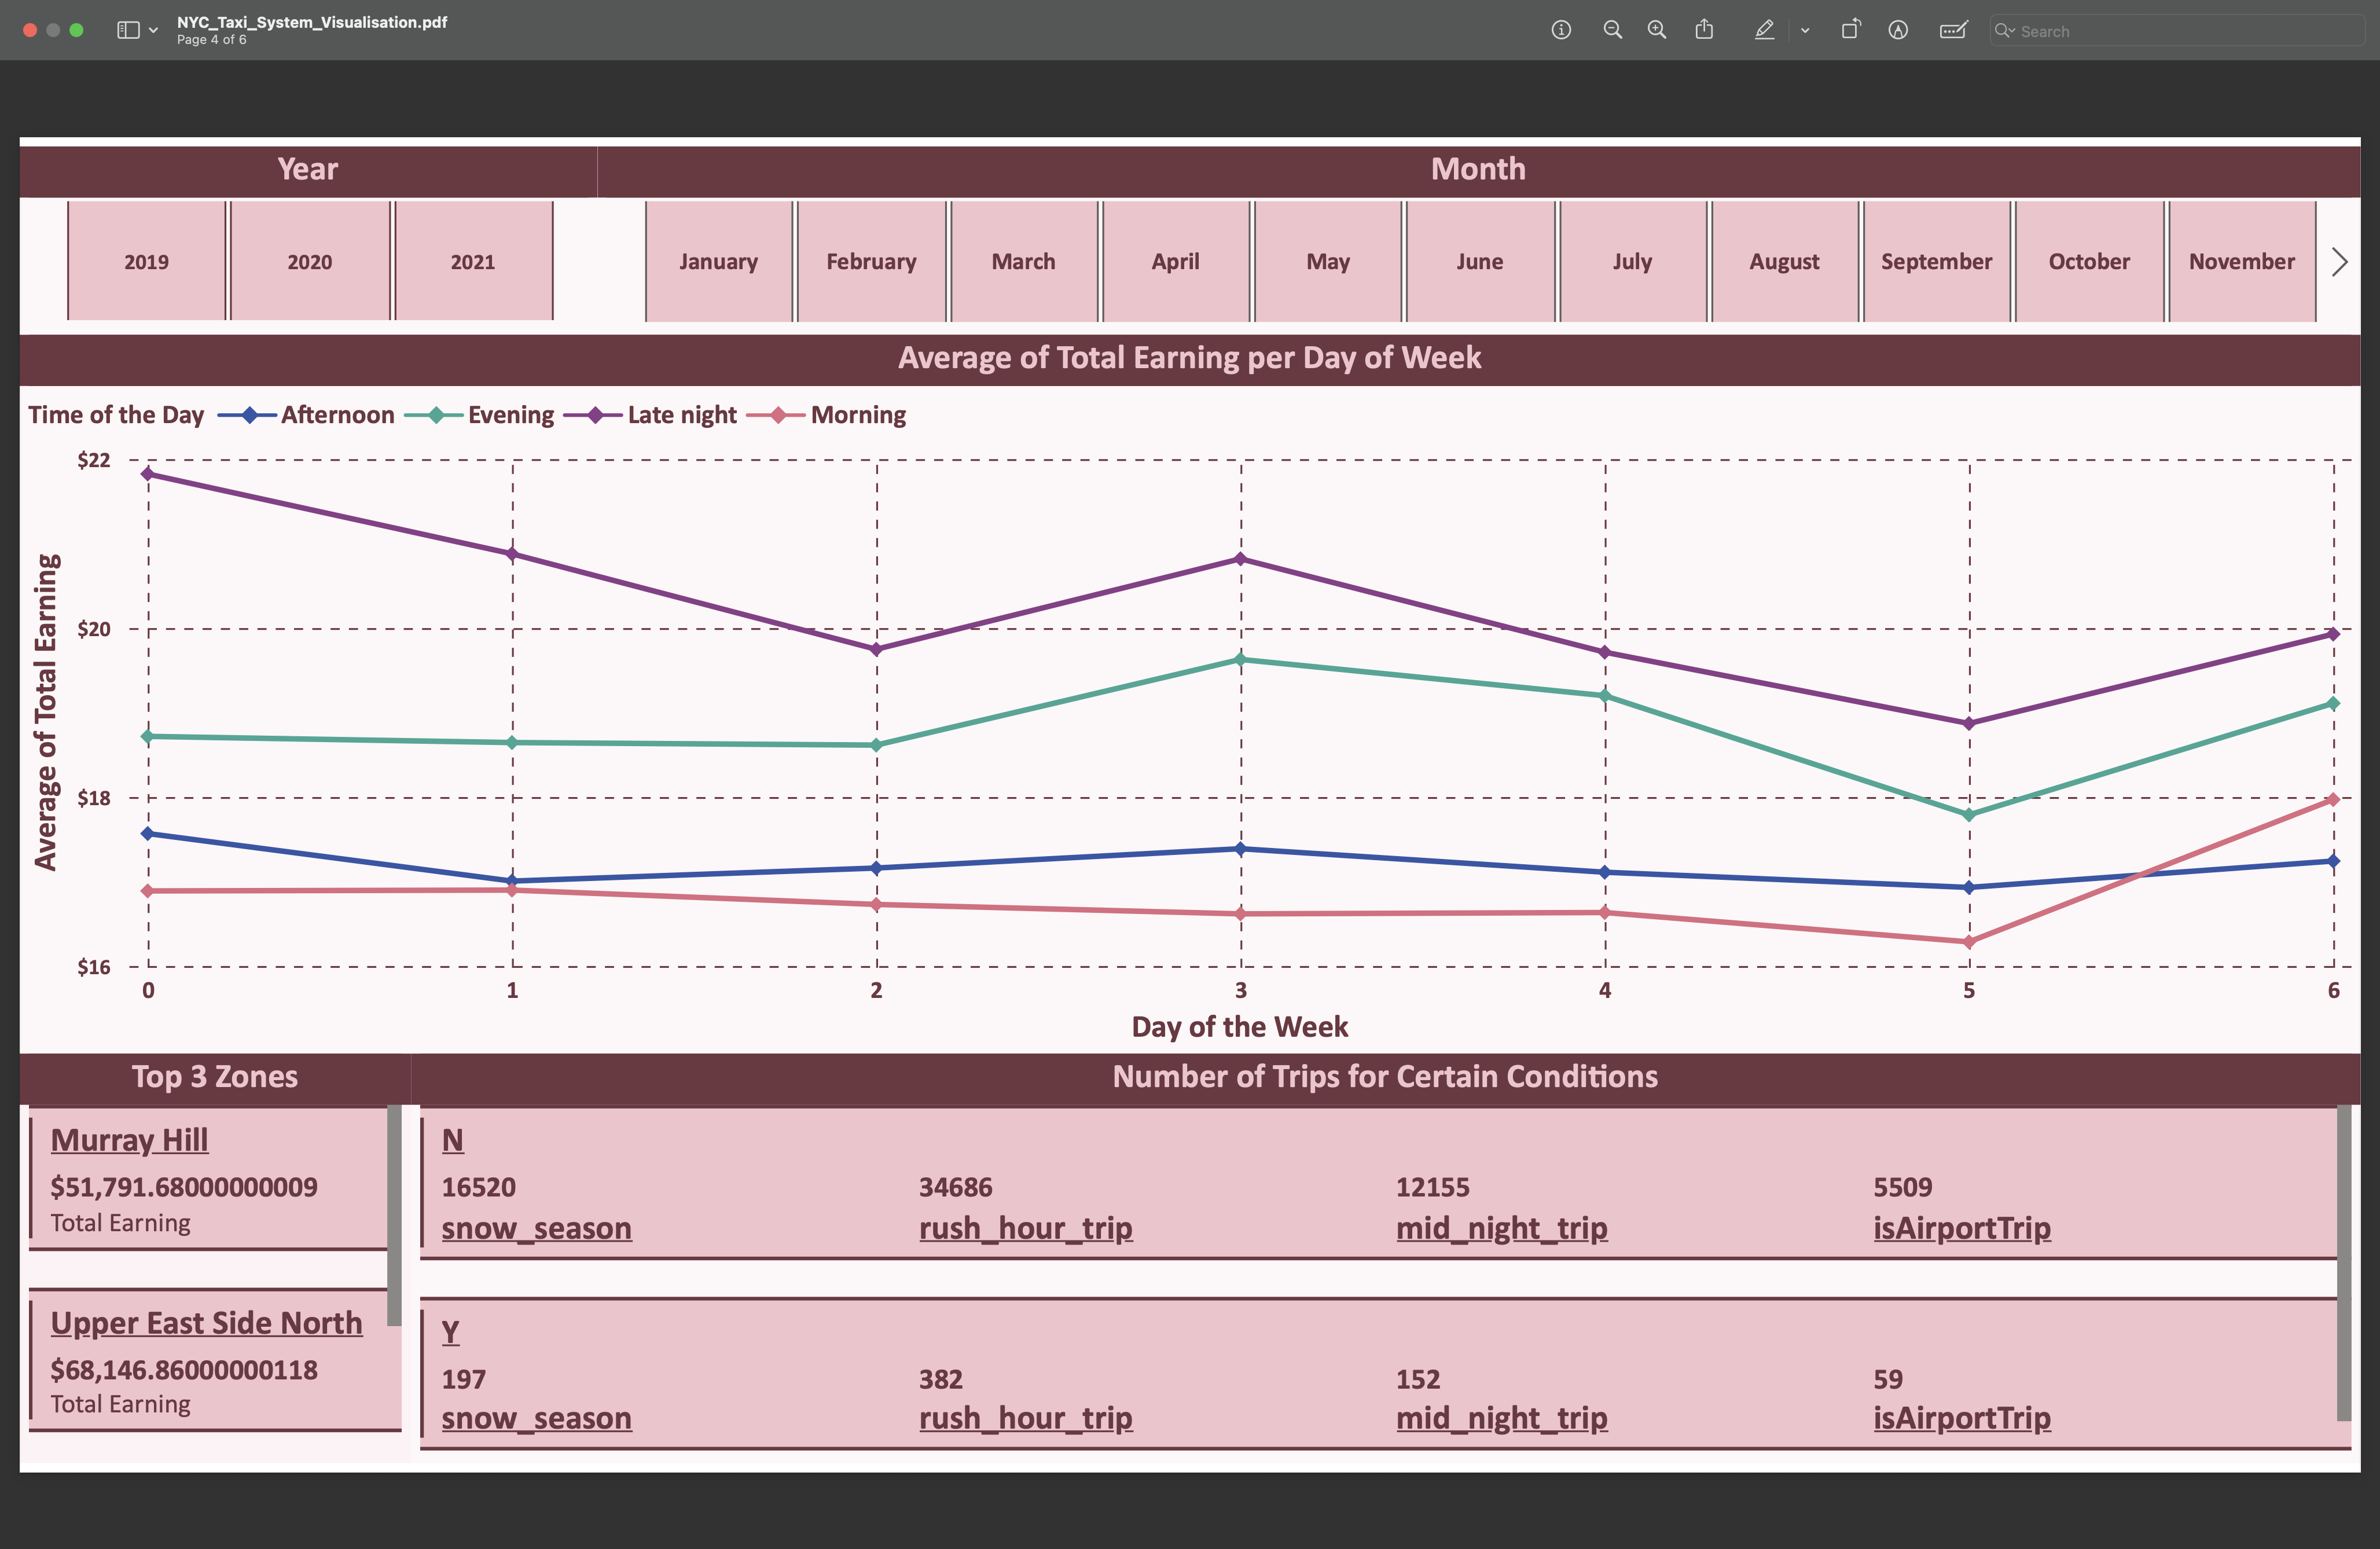 NYC_Taxi_System_Visualisation.pdf
Page 4 of 6
Search
Year
Month
2019 2020 2021 January February March April May June July August September October November
Average of Total Earning per Day of Week
Time of the Day Afternoon Evening Late night Morning
Average of Total Earning
$22
$20
$18
$16
0 1 2 3 4 5 6
Day of the Week
Top 3 Zones
Murray Hill
$51,791.68000000009
Total Earning
Upper East Side North
$68,146.86000000118
Total Earning
Number of Trips for Certain Conditions
N
16520 34686 12155 5509
snow_season rush_hour_trip mid_night_trip isAirportTrip
Y
197 382 152 59
snow_season rush_hour_trip mid_night_trip isAirportTrip